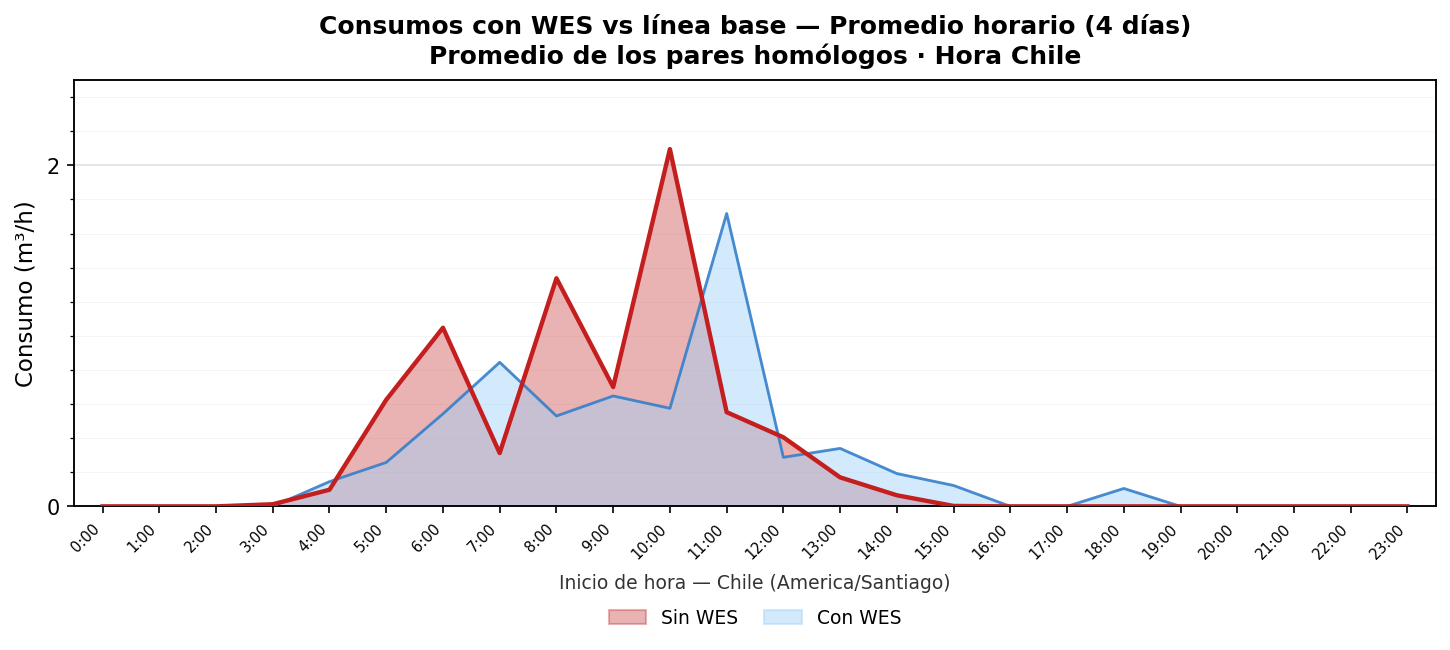 Consumos con WES vs línea base — Promedio horario (4 días)
Promedio de los pares homólogos · Hora Chile
Consumo (m³/h)
2
0
0:00 1:00 2:00 3:00 4:00 5:00 6:00 7:00 8:00 9:00 10:00 11:00 12:00 13:00 14:00 15:00 16:00 17:00 18:00 19:00 20:00 21:00 22:00 23:00
Inicio de hora — Chile (America/Santiago)
Sin WES Con WES